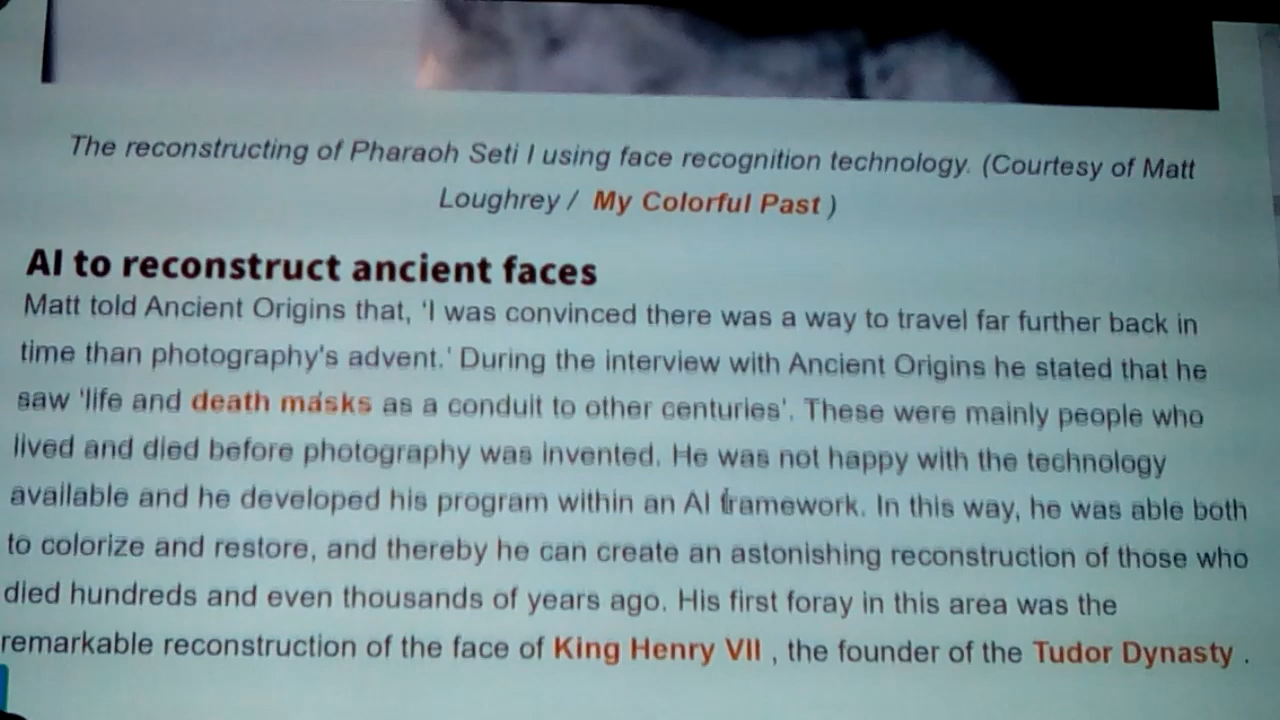 The reconstructing of Pharaoh Seti I using face recognition technology. (Courtesy of Matt
Loughrey / My Colorful Past )
AI to reconstruct ancient faces
Matt told Ancient Origins that, 'I was convinced there was a way to travel far further back in
time than photography's advent.' During the interview with Ancient Origins he stated that he
saw 'life and death masks as a conduit to other centuries'. These were mainly people who
lived and died before photography was invented. He was not happy with the technology
available and he developed his program within an AI framework. In this way, he was able both
to colorize and restore, and thereby he can create an astonishing reconstruction of those who
died hundreds and even thousands of years ago. His first foray in this area was the
remarkable reconstruction of the face of King Henry VII , the founder of the Tudor Dynasty .